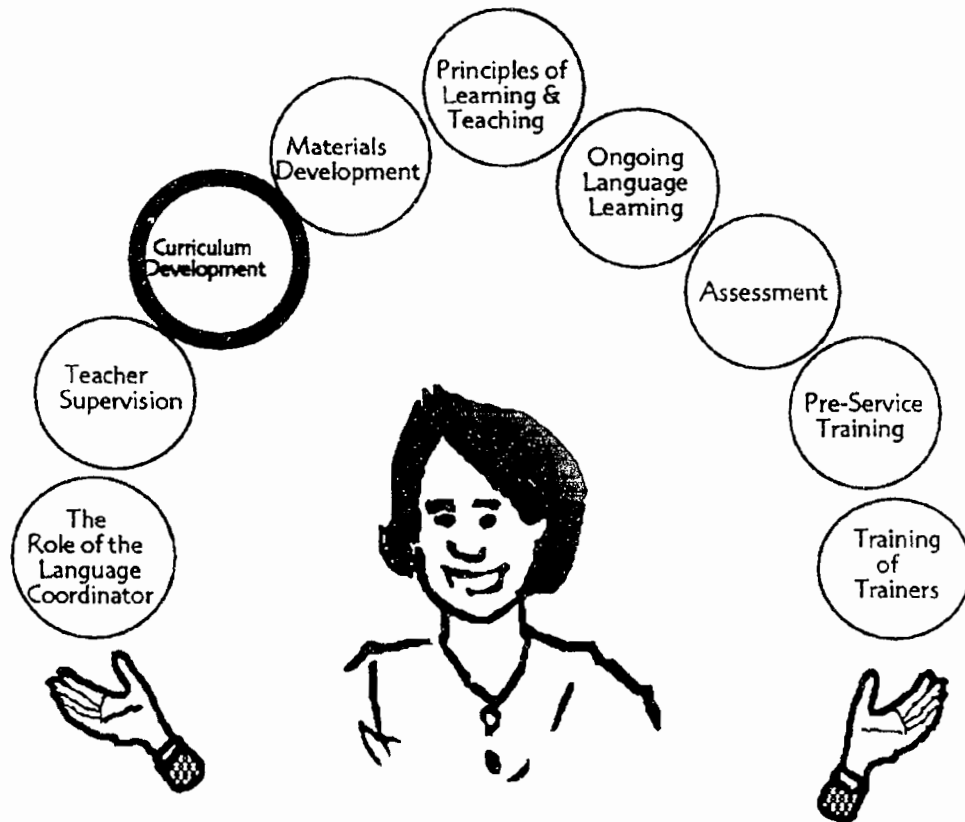 Principles of
Learning &
Teaching
Materials
Development
Ongoing
Language
Learning
Curriculum
Development
Assessment
Teacher
Supervision
Pre-Service
Training
The
Role of the
Language
Coordinator
Training
of
Trainers